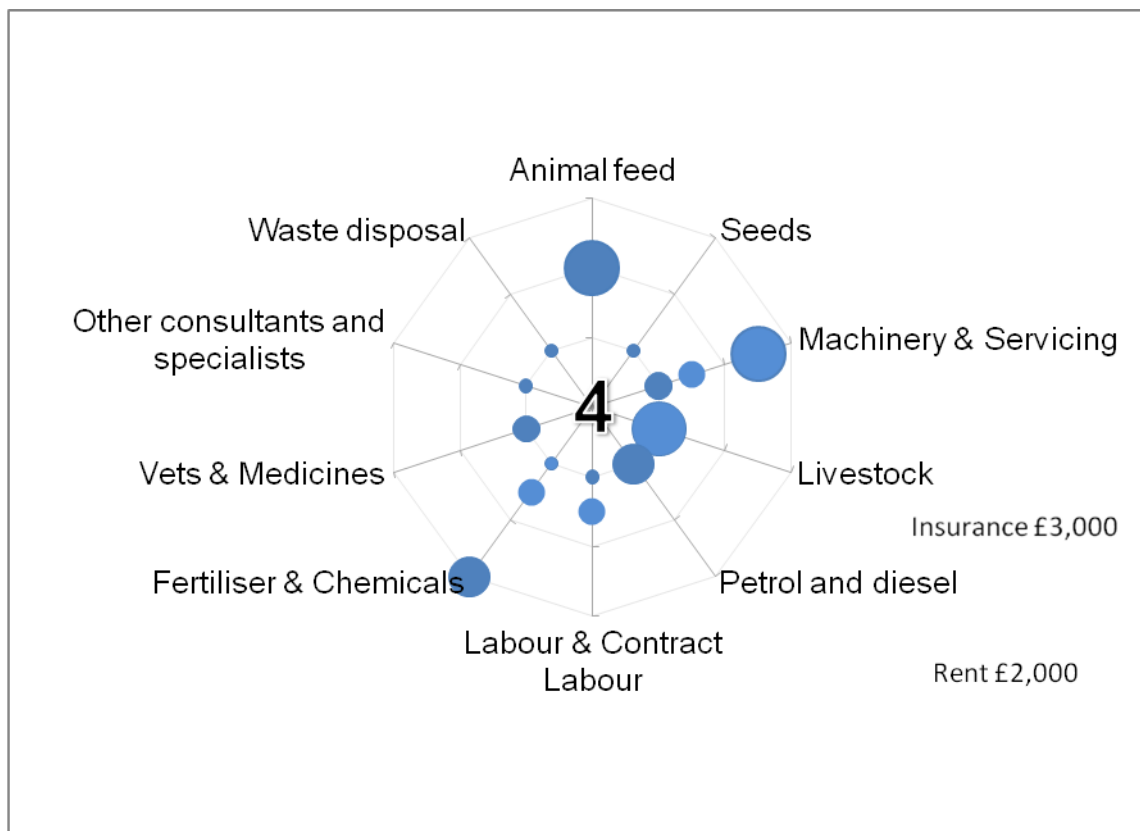 Animal feed
Waste disposal
Seeds
Other consultants and
specialists
Machinery & Servicing
4
Vets & Medicines
Livestock
Insurance £3,000
Fertiliser & Chemicals
Petrol and diesel
Labour & Contract
Labour
Rent £2,000